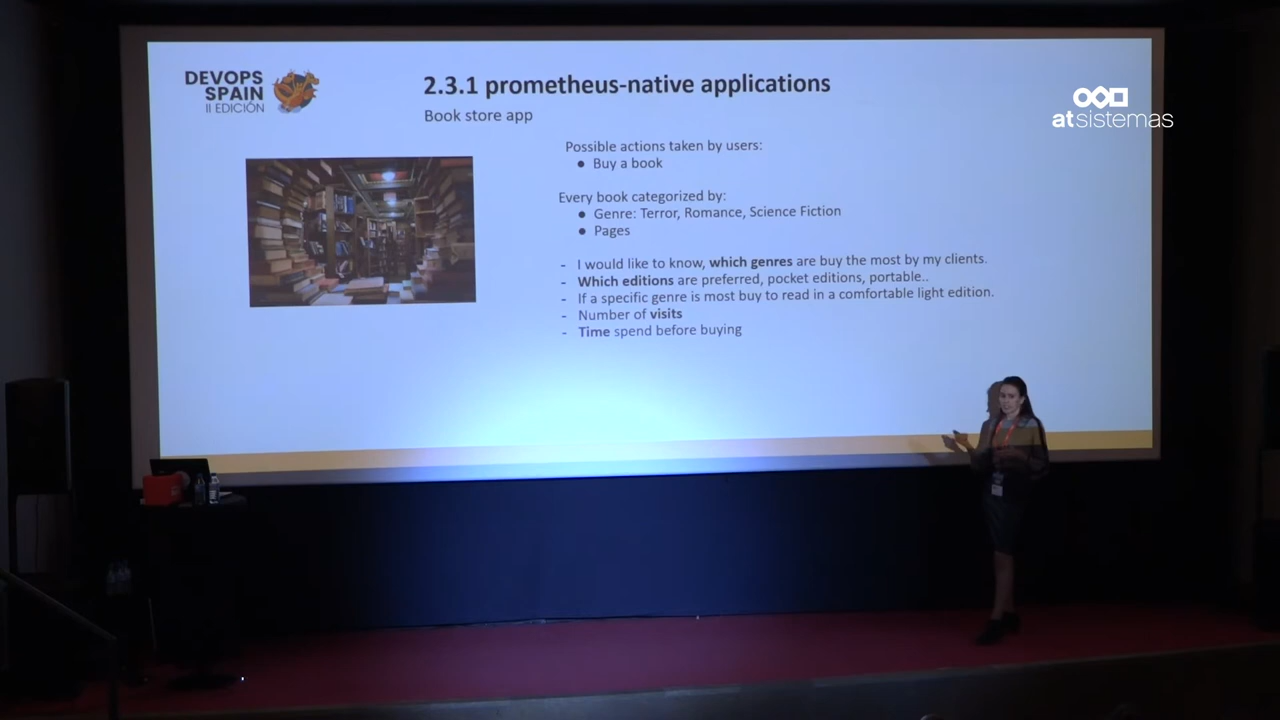 DEVOPS
SPAIN
II EDICIÓN
2.3.1 prometheus-native applications
Book store app
atsistemas
Possible actions taken by users:
● Buy a book
Every book categorized by:
● Genre: Terror, Romance, Science Fiction
● Pages
- I would like to know, which genres are buy the most by my clients.
- Which editions are preferred, pocket editions, portable..
- If a specific genre is most buy to read in a comfortable light edition.
- Number of visits
- Time spend before buying